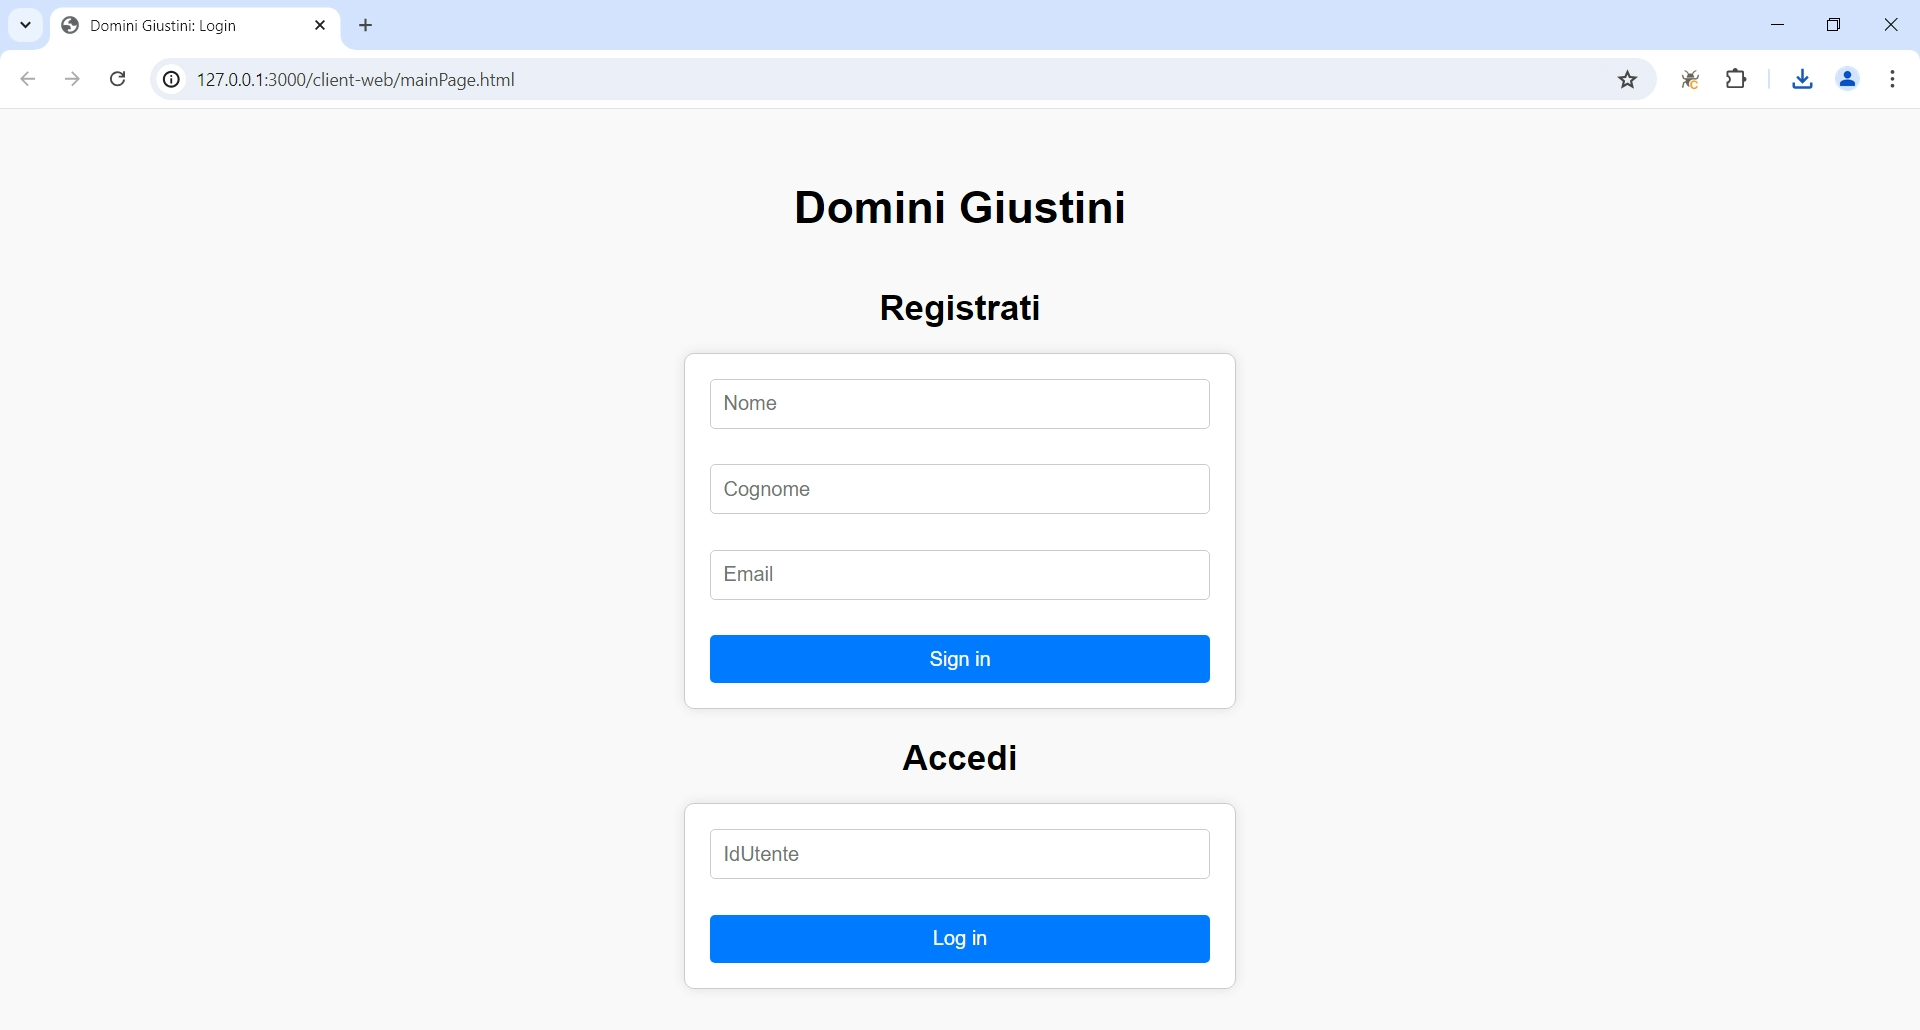 Domini Giustini: Login
127.0.0.1:3000/client-web/mainPage.html
Domini Giustini
Registrati
Nome
Cognome
Email
Sign in
Accedi
IdUtente
Log in